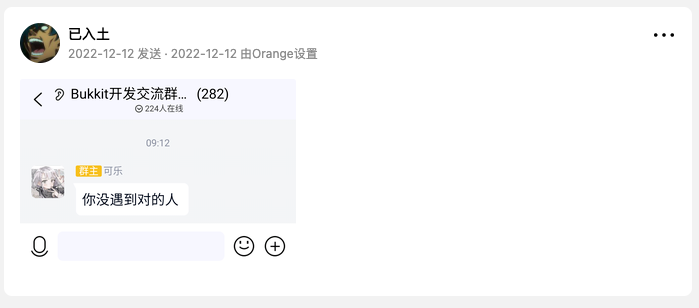 已入土
2022-12-12 发送 · 2022-12-12 由Orange设置
Bukkit开发交流群... (282)
224人在线
09:12
群主 可乐
你没遇到对的人